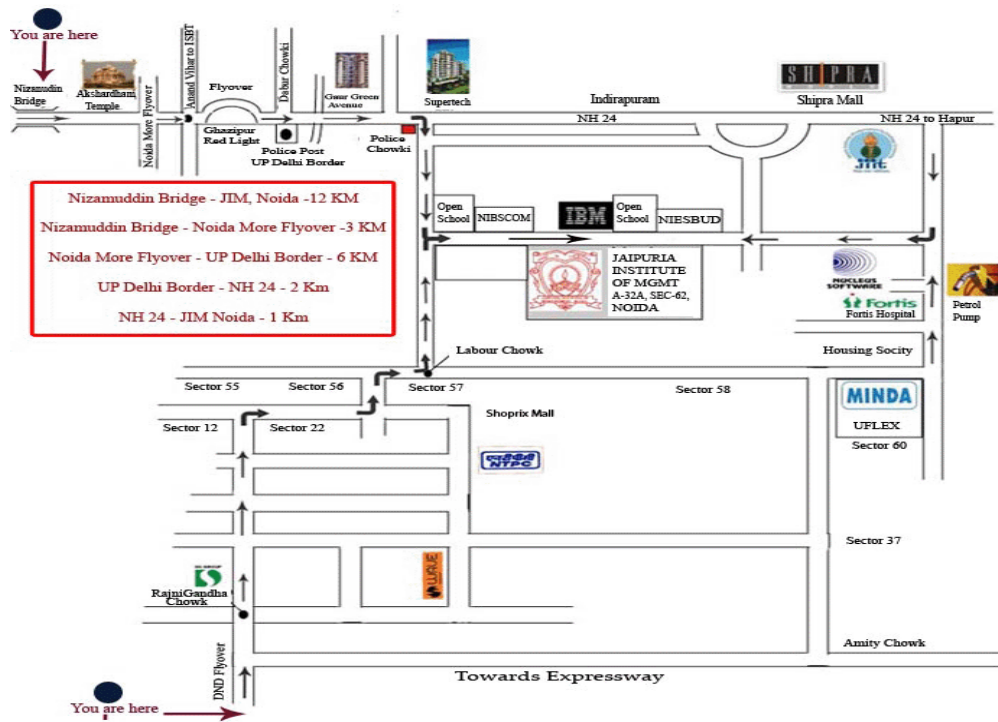 You are here
Nizamudin
Bridge
Akshardham
Temple.
Noida More Flyover
Anand Vihar to ISBT
Flyover
Ghazipur
Red Light
Dabur Chowki
Police Post
UP Delhi Border
Gaur Green
Avenue
Police
Chowki
Supertech
Indirapuram
NH 24
SHIPRA
Shipra Mall
NH 24 to Hapur
jiit
Nizamuddin Bridge - JIM, Noida -12 KM
Nizamuddin Bridge - Noida More Flyover -3 KM
Noida More Flyover - UP Delhi Border - 6 KM
UP Delhi Border - NH 24 - 2 Km
NH 24 - JIM Noida - 1 Km
Open
School
NIBSCOM
IBM
Open
School
NIESBUD
JAIPURIA
INSTITUTE
OF MGMT
A-32A, SEC-62,
NOIDA
NUCLEUS
SOFTWARE
Fortis
Fortis Hospital
Petrol
Pump
Labour Chowk
Housing Socity
Sector 55
Sector 56
Sector 57
Sector 58
MINDA
UFLEX
Sector 60
Shoprix Mall
Sector 12
Sector 22
एनटीपीसी
NTPC
Sector 37
WAVE
RajniGandha
Chowk
Amity Chowk
DND Flyover
Towards Expressway
You are here